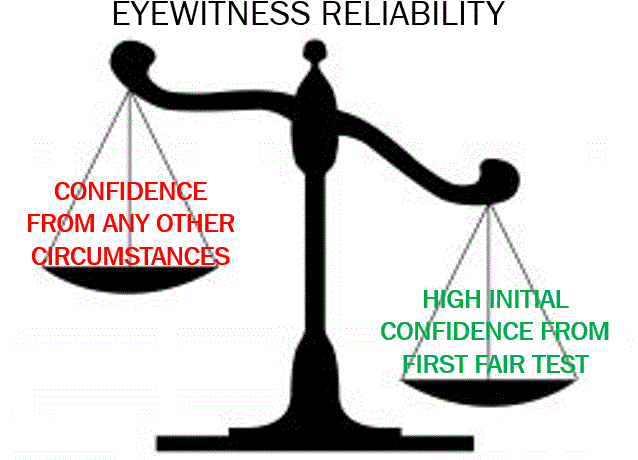 EYEWITNESS RELIABILITY
CONFIDENCE
FROM ANY OTHER
CIRCUMSTANCES
HIGH INITIAL
CONFIDENCE FROM
FIRST FAIR TEST